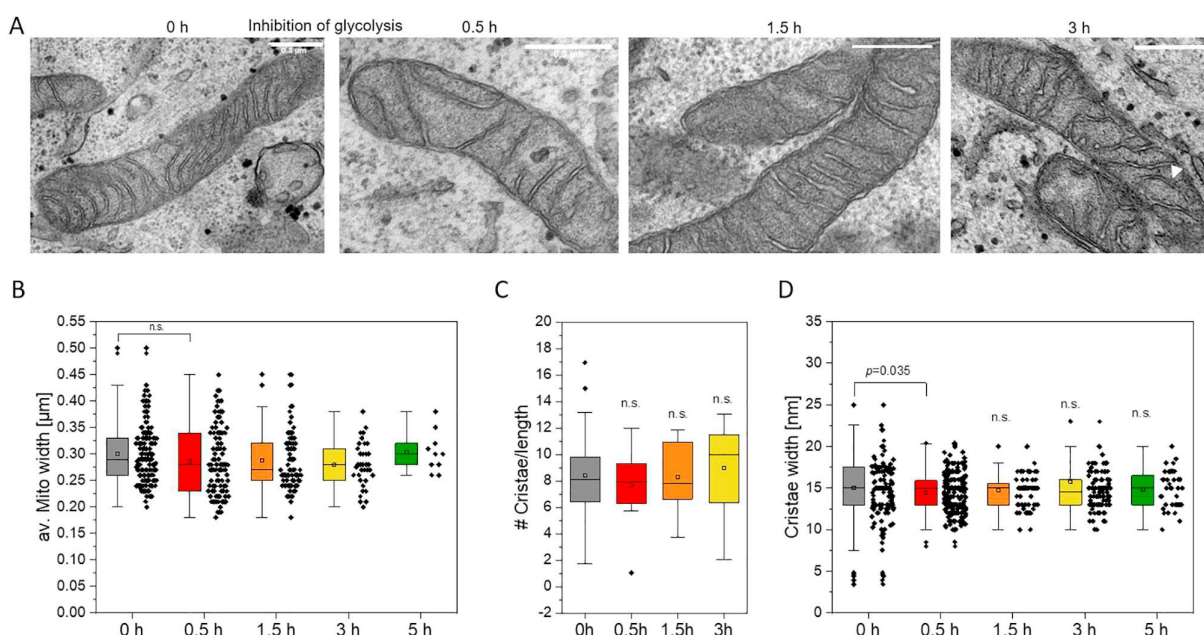 A
0 h
Inhibition of glycolysis
0.5 h
1.5 h
3 h
0.3 µm
B
av. Mito width [µm]
0.55
0.50
0.45
0.40
0.35
0.30
0.25
0.20
0.15
0.10
0.05
0.00
n.s.
0 h
0.5 h
1.5 h
3 h
5 h
C
# Cristae/length
20
18
16
14
12
10
8
6
4
2
0
-2
n.s.
n.s.
n.s.
0h
0.5h
1.5h
3h
D
Cristae width [nm]
35
30
25
20
15
10
5
0
p=0.035
n.s.
n.s.
n.s.
0 h
0.5 h
1.5 h
3 h
5 h